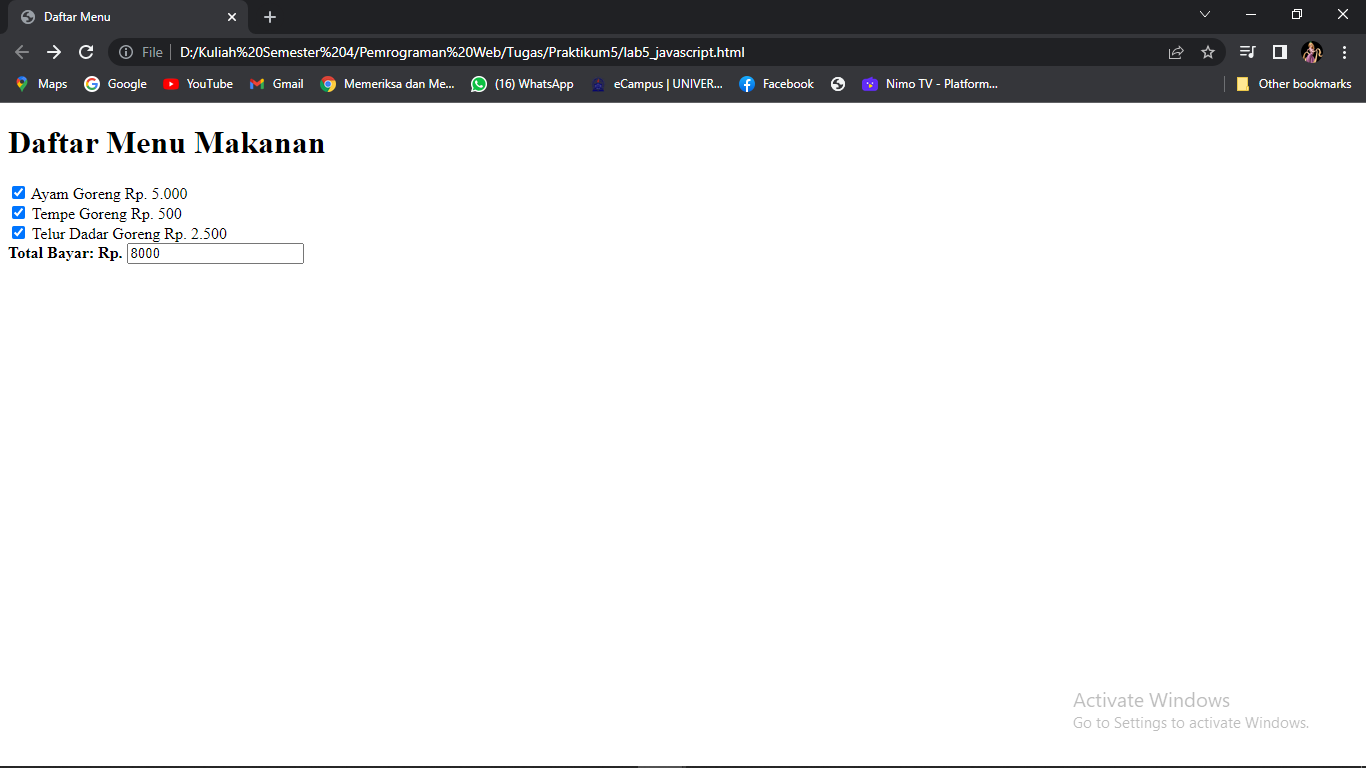 Daftar Menu
File
D:/Kuliah%20Semester%204/Pemrograman%20Web/Tugas/Praktikum5/lab5_javascript.html
Maps
Google
YouTube
Gmail
Memeriksa dan Me...
(16) WhatsApp
eCampus | UNIVER...
Facebook
Nimo TV - Platform...
Other bookmarks
Daftar Menu Makanan
Ayam Goreng Rp. 5.000
Tempe Goreng Rp. 500
Telur Dadar Goreng Rp. 2.500
Total Bayar: Rp. 8000
Activate Windows
Go to Settings to activate Windows.